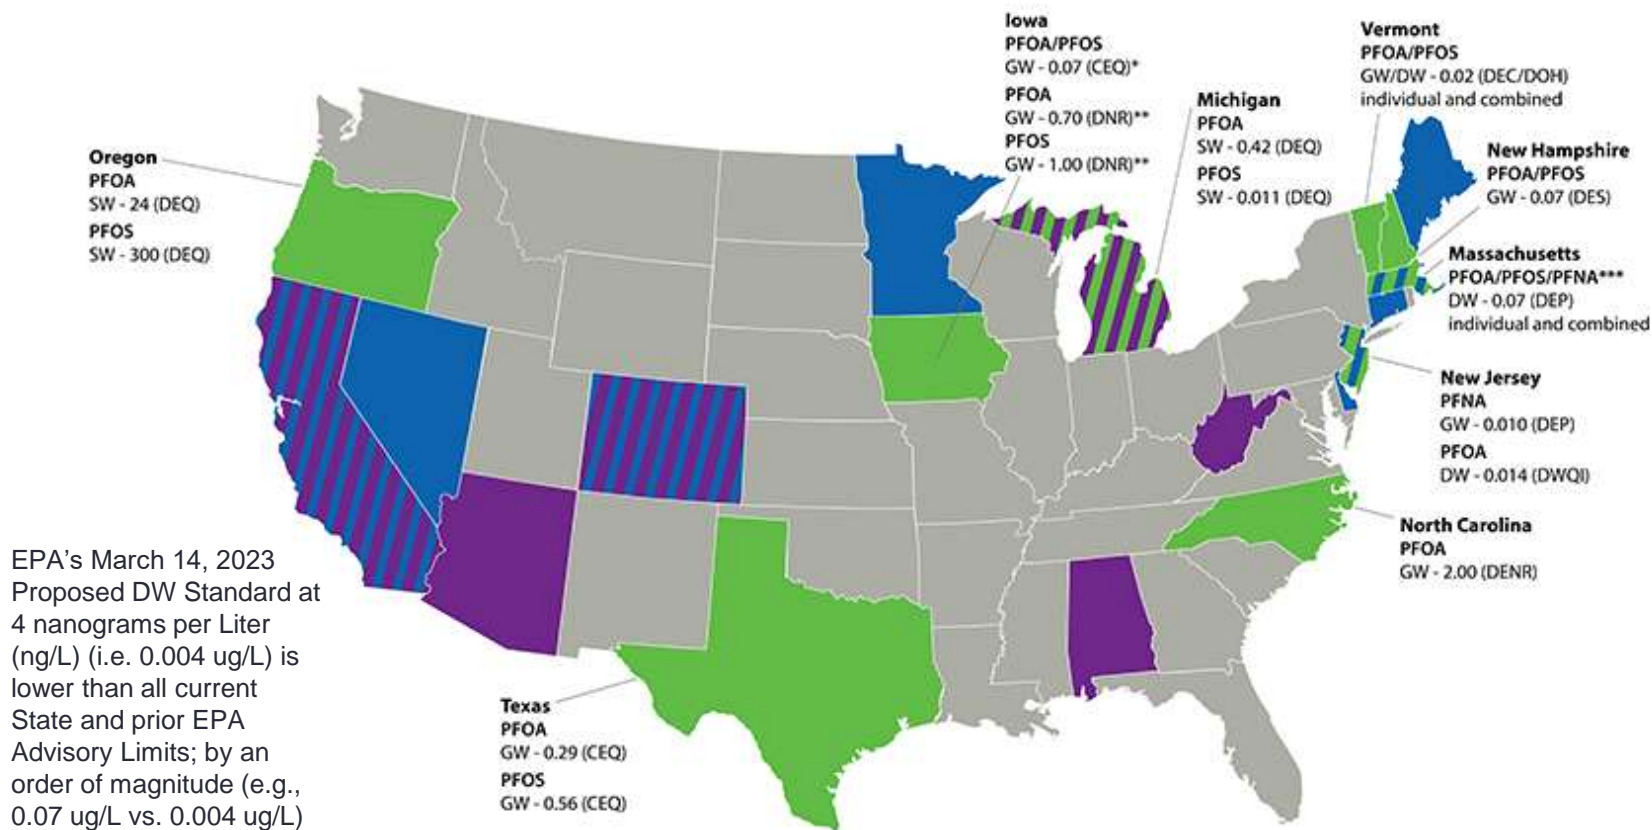 Iowa
PFOA/PFOS
GW - 0.07 (CEQ)*
PFOA
GW - 0.70 (DNR)**
PFOS
GW - 1.00 (DNR)**
Vermont
PFOA/PFOS
GW/DW - 0.02 (DEC/DOH)
individual and combined
Michigan
PFOA
SW - 0.42 (DEQ)
PFOS
SW - 0.011 (DEQ)
New Hampshire
PFOA/PFOS
GW - 0.07 (DES)
Oregon
PFOA
SW - 24 (DEQ)
PFOS
SW - 300 (DEQ)
Massachusetts
PFOA/PFOS/PFNA***
DW - 0.07 (DEP)
individual and combined
New Jersey
PFNA
GW - 0.010 (DEP)
PFOA
DW - 0.014 (DWQI)
North Carolina
PFOA
GW - 2.00 (DENR)
EPA’s March 14, 2023
Proposed DW Standard at
4 nanograms per Liter
(ng/L) (i.e. 0.004 ug/L) is
lower than all current
State and prior EPA
Advisory Limits; by an
order of magnitude (e.g.,
0.07 ug/L vs. 0.004 ug/L)
Texas
PFOA
GW - 0.29 (CEQ)
PFOS
GW - 0.56 (CEQ)